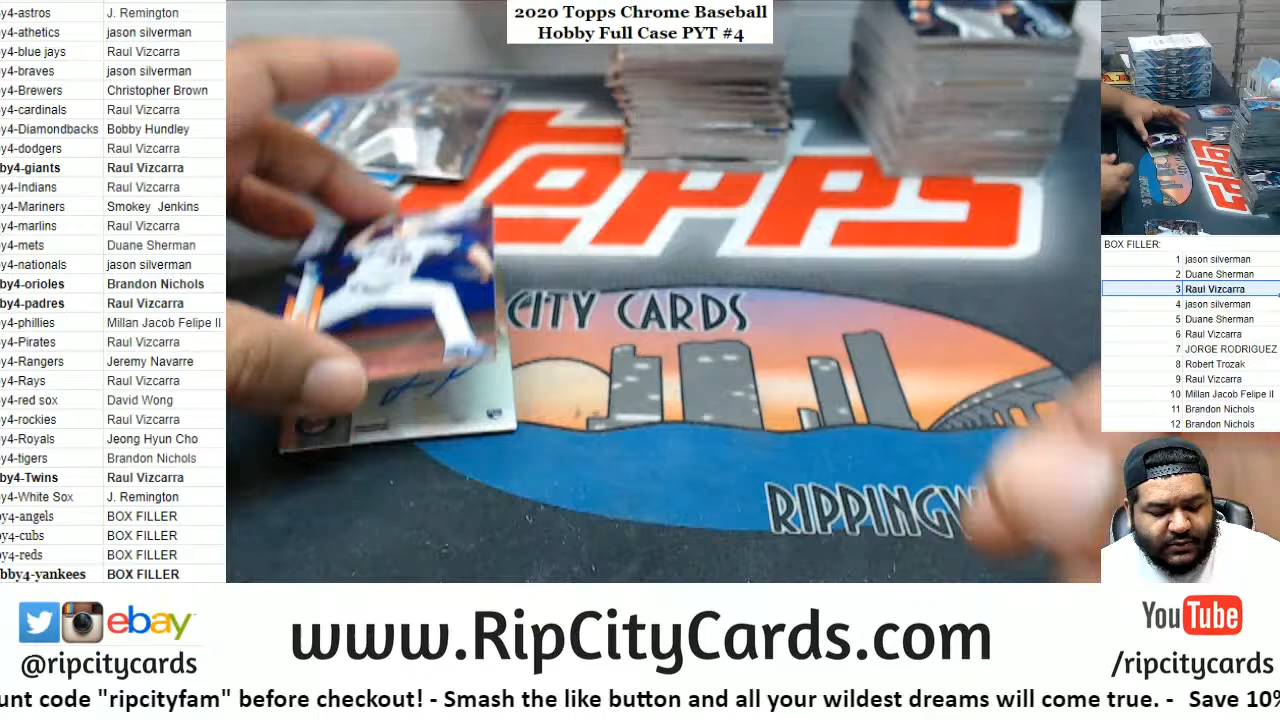 2020 Topps Chrome Baseball
Hobby Full Case PYT #4
y4-astros J. Remington
y4-athetics jason silverman
y4-blue jays Raul Vizcarra
y4-braves jason silverman
y4-Brewers Christopher Brown
y4-cardinals Raul Vizcarra
y4-Diamondbacks Bobby Hundley
y4-dodgers Raul Vizcarra
by4-giants Raul Vizcarra
y4-Indians Raul Vizcarra
y4-Mariners Smokey Jenkins
y4-marlins Raul Vizcarra
y4-mets Duane Sherman
y4-nationals jason silverman
by4-orioles Brandon Nichols
by4-padres Raul Vizcarra
y4-phillies Millan Jacob Felipe II
y4-Pirates Raul Vizcarra
y4-Rangers Jeremy Navarre
y4-Rays Raul Vizcarra
y4-red sox David Wong
y4-rockies Raul Vizcarra
y4-Royals Jeong Hyun Cho
y4-tigers Brandon Nichols
by4-Twins Raul Vizcarra
y4-White Sox J. Remington
y4-angels BOX FILLER
y4-cubs BOX FILLER
y4-reds BOX FILLER
bby4-yankees BOX FILLER
TOPPS
CITY CARDS
RIPPINGW
BOX FILLER:
1 jason silverman
2 Duane Sherman
3 Raul Vizcarra
4 jason silverman
5 Duane Sherman
6 Raul Vizcarra
7 JORGE RODRIGUEZ
8 Robert Trozak
9 Raul Vizcarra
10 Millan Jacob Felipe II
11 Brandon Nichols
12 Brandon Nichols
ebay
@ripcitycards
www.RipCityCards.com
YouTube
/ripcitycards
unt code "ripcityfam" before checkout! - Smash the like button and all your wildest dreams will come true. - Save 10%